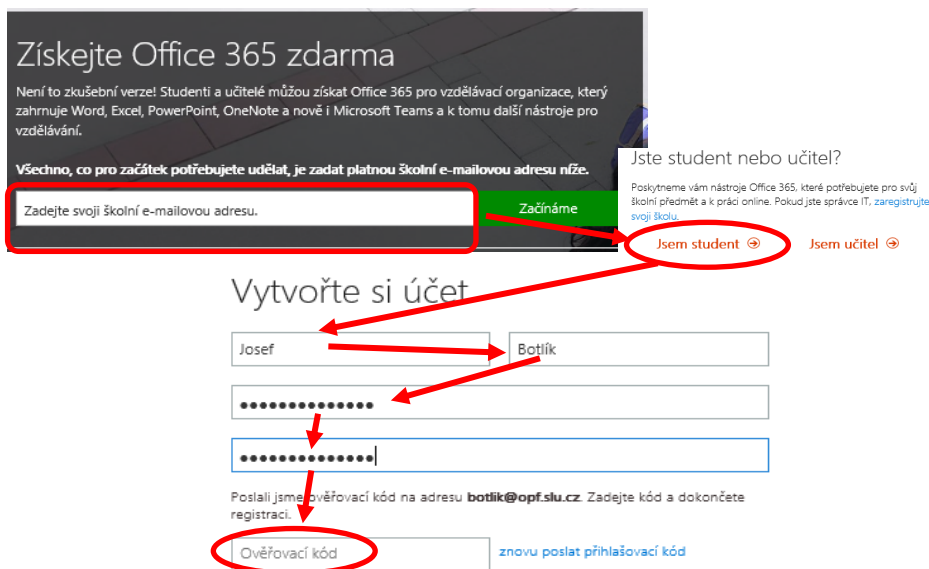 Získejte Office 365 zdarma
Není to zkušební verze! Studenti a učitelé můžou získat Office 365 pro vzdělávací organizace, který
zahrnuje Word, Excel, PowerPoint, OneNote a nově i Microsoft Teams a k tomu další nástroje pro
vzdělávání.
Všechno, co pro začátek potřebujete udělat, je zadat platnou školní e-mailovou adresu níže.
Zadejte svoji školní e-mailovou adresu.
Začínáme
Jste student nebo učitel?
Poskytneme vám nástroje Office 365, které potřebujete pro svůj
školní předmět a k práci online. Pokud jste správce IT, zaregistrujte
svoji školu.
Jsem student
Jsem učitel
Vytvořte si účet
Josef
Botlík
Poslali jsme ověřovací kód na adresu botlik@opf.slu.cz. Zadejte kód a dokončete
registraci.
Ověřovací kód
znovu poslat přihlašovací kód